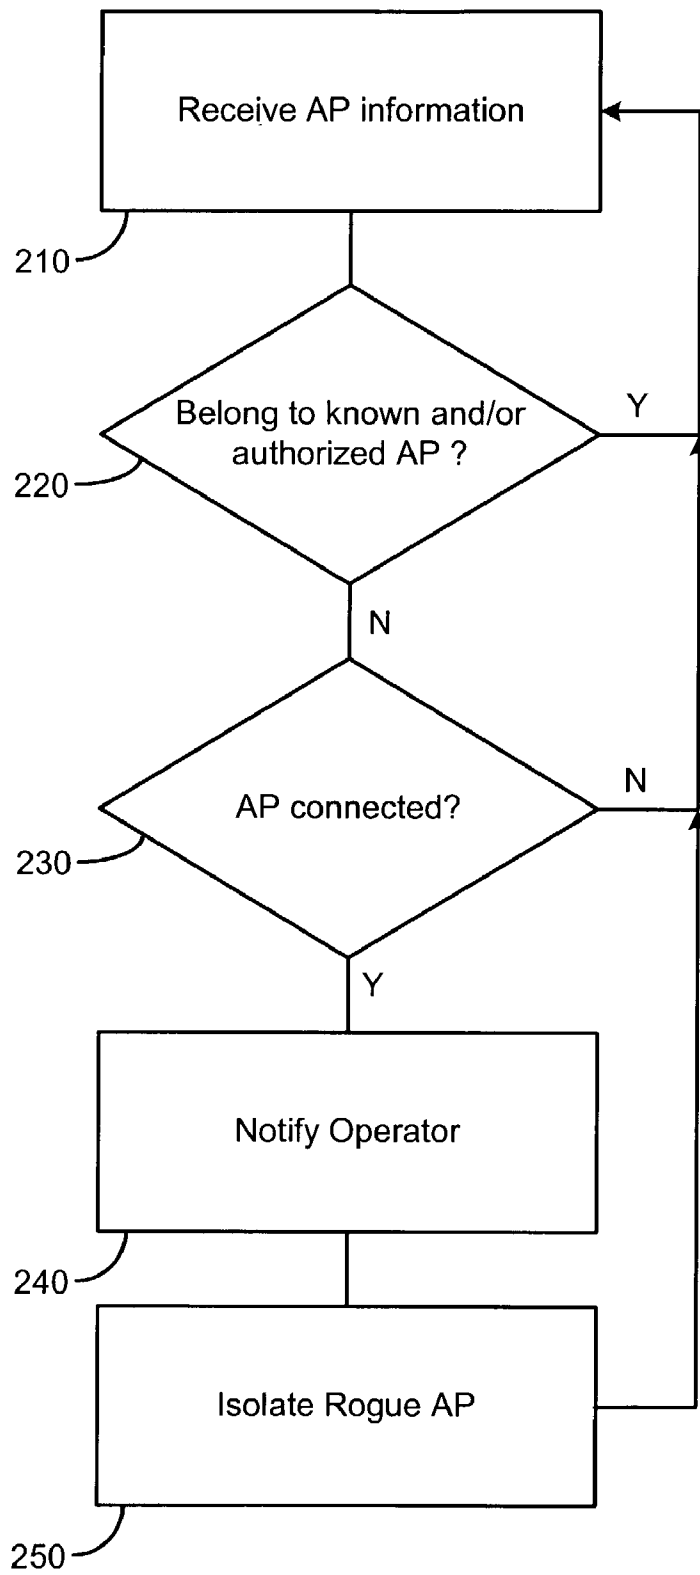 Receive AP information
210
Belong to known and/or
authorized AP ?
Y
220
N
AP connected?
N
230
Y
Notify Operator
240
Isolate Rogue AP
250